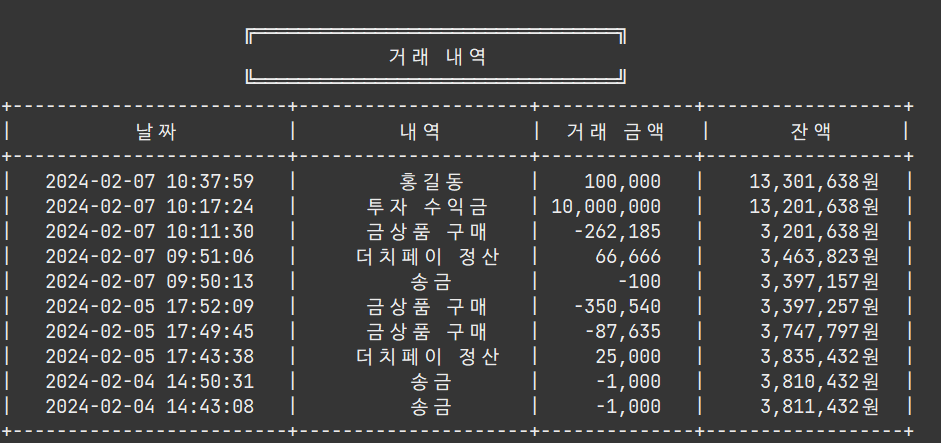 거래 내역
날짜 | 내역 | 거래 금액 | 잔액
2024-02-07 10:37:59 | 홍길동 | 100,000 | 13,301,638원
2024-02-07 10:17:24 | 투자 수익금 | 10,000,000 | 13,201,638원
2024-02-07 10:11:30 | 금상품 구매 | -262,185 | 3,201,638원
2024-02-07 09:51:06 | 더치페이 정산 | 66,666 | 3,463,823원
2024-02-07 09:50:13 | 송금 | -100 | 3,397,157원
2024-02-05 17:52:09 | 금상품 구매 | -350,540 | 3,397,257원
2024-02-05 17:49:45 | 금상품 구매 | -87,635 | 3,747,797원
2024-02-05 17:43:38 | 더치페이 정산 | 25,000 | 3,835,432원
2024-02-04 14:50:31 | 송금 | -1,000 | 3,810,432원
2024-02-04 14:43:08 | 송금 | -1,000 | 3,811,432원